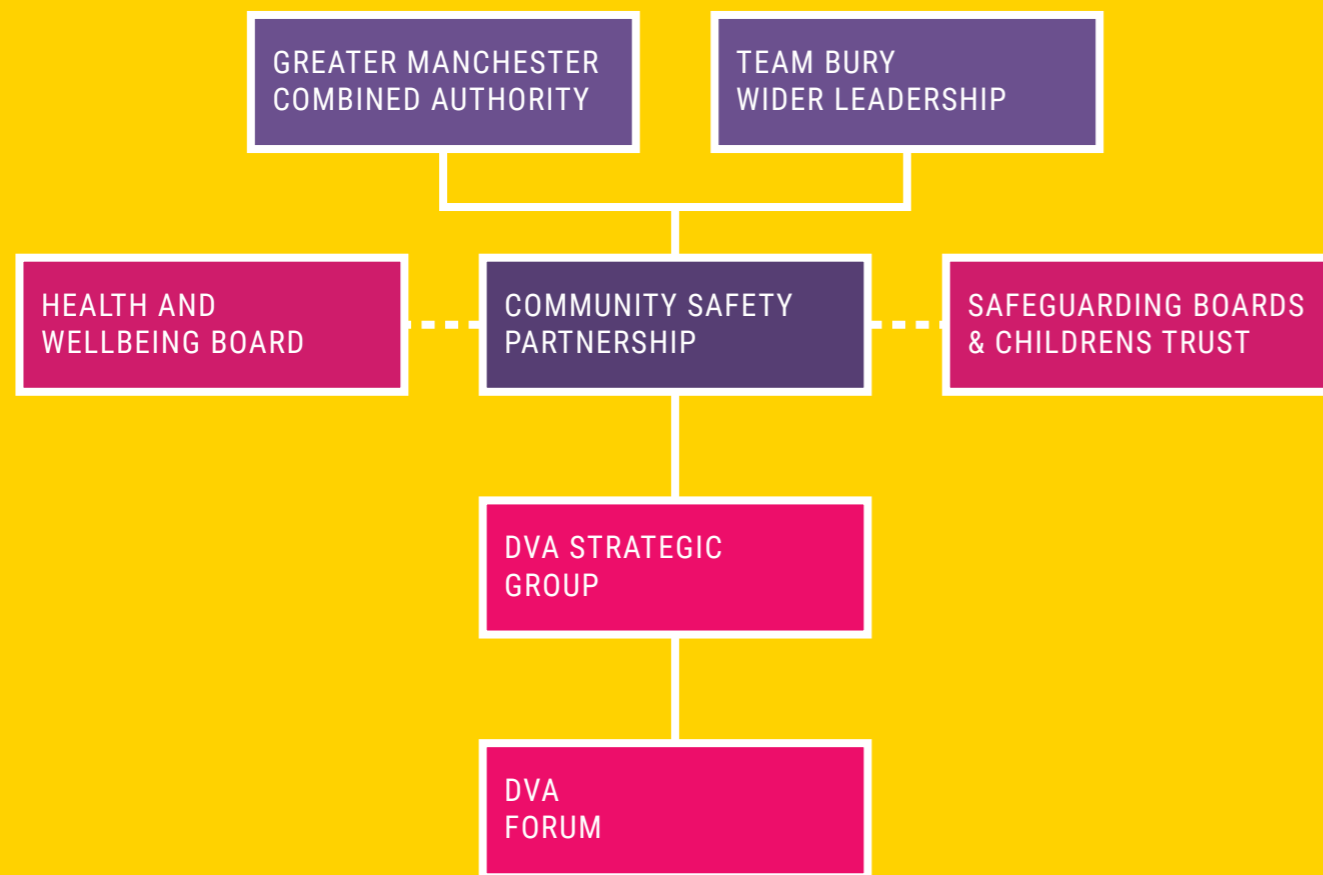 GREATER MANCHESTER
COMBINED AUTHORITY
TEAM BURY
WIDER LEADERSHIP
HEALTH AND
WELLBEING BOARD
COMMUNITY SAFETY
PARTNERSHIP
SAFEGUARDING BOARDS
& CHILDRENS TRUST
DVA STRATEGIC
GROUP
DVA
FORUM